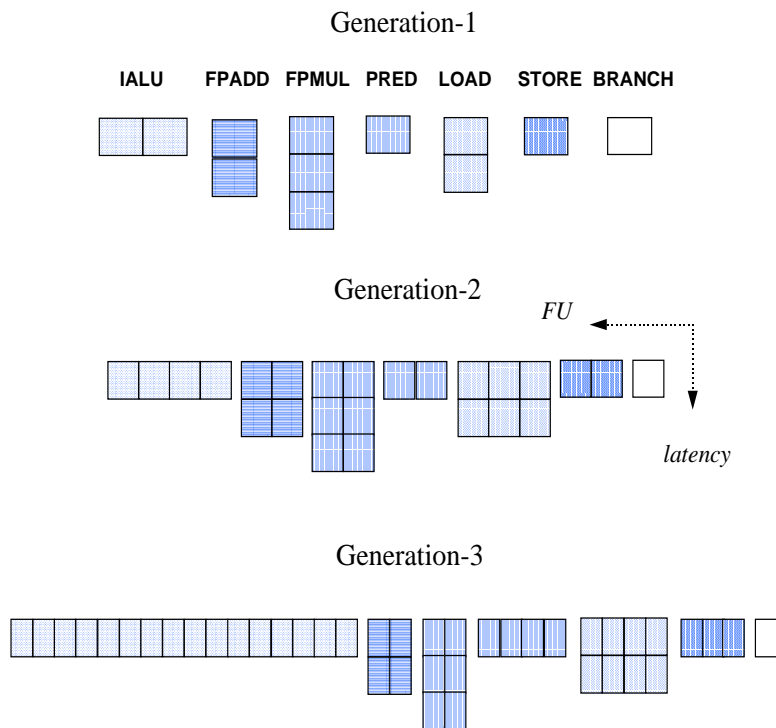 Generation-1
IALU FPADD FPMUL PRED LOAD STORE BRANCH
Generation-2
FU
latency
Generation-3